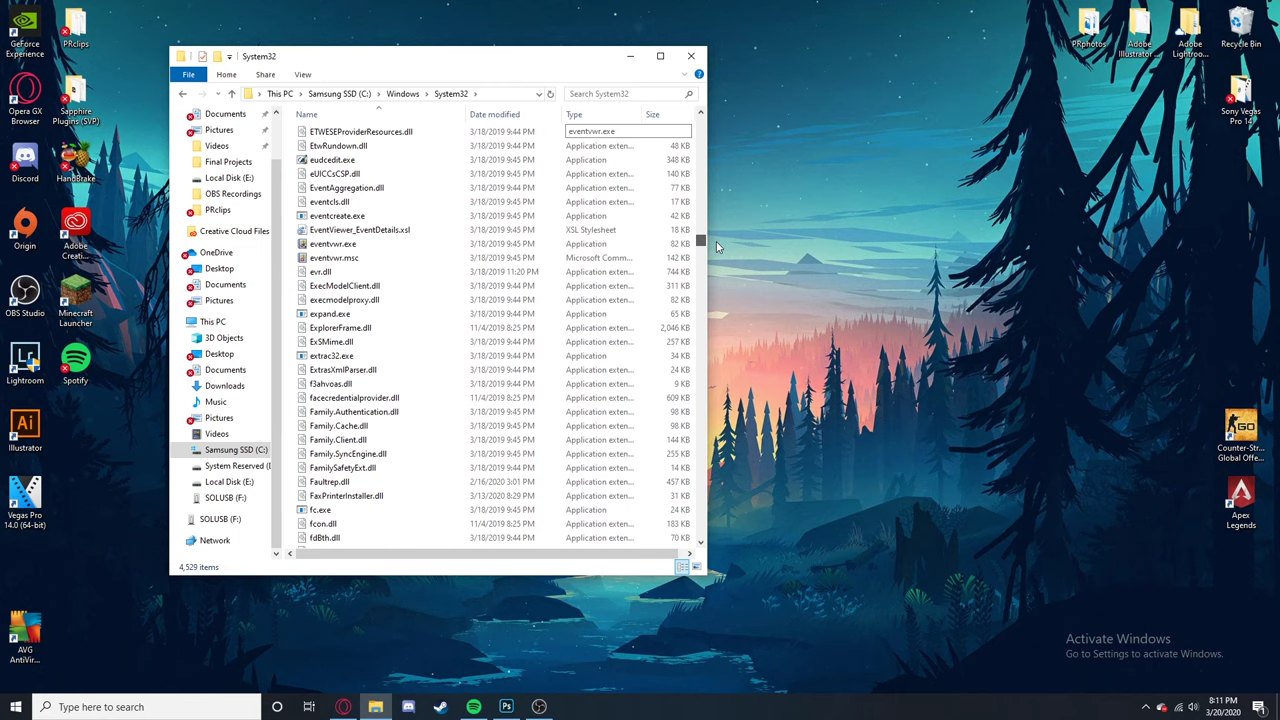 GeForce Experience
PRclips
Opera GX Browser
Sapphire Plugins (SVP)
Discord
HandBrake
Origin
Adobe Creati...
OBS Studio
Minecraft Launcher
Lightroom
Spotify
Illustrator
Vegas Pro 14.0 (64-bit)
AVG AntiVir...
System32
File Home Share View
This PC Samsung SSD (C:) Windows System32
Search System32
Documents
Pictures
Videos
Final Projects
Local Disk (E:)
OBS Recordings
PRclips
Creative Cloud Files
OneDrive
Desktop
Documents
Pictures
This PC
3D Objects
Desktop
Documents
Downloads
Music
Pictures
Videos
Samsung SSD (C:)
System Reserved (
Local Disk (E:)
SOLUSB (F:)
SOLUSB (F:)
Network
Name Date modified Type Size
ETWESEProviderResources.dll 3/18/2019 9:44 PM eventvwr.exe
EtwRundown.dll 3/18/2019 9:44 PM Application exten... 48 KB
eudcedit.exe 3/18/2019 9:44 PM Application 348 KB
eUICCsCSP.dll 3/18/2019 9:45 PM Application exten... 140 KB
EventAggregation.dll 3/18/2019 9:44 PM Application exten... 77 KB
eventcls.dll 3/18/2019 9:45 PM Application exten... 17 KB
eventcreate.exe 3/18/2019 9:45 PM Application 42 KB
EventViewer_EventDetails.xsl 3/18/2019 9:45 PM XSL Stylesheet 18 KB
eventvwr.exe 3/18/2019 9:45 PM Application 82 KB
eventvwr.msc 3/18/2019 9:45 PM Microsoft Comm... 142 KB
evr.dll 3/18/2019 11:20 PM Application exten... 744 KB
ExecModelClient.dll 3/18/2019 9:45 PM Application exten... 311 KB
execmodelproxy.dll 3/18/2019 9:44 PM Application exten... 82 KB
expand.exe 3/18/2019 9:45 PM Application 65 KB
ExplorerFrame.dll 11/4/2019 8:25 PM Application exten... 2,046 KB
ExSMime.dll 3/18/2019 9:45 PM Application exten... 257 KB
extrac32.exe 3/18/2019 9:45 PM Application 34 KB
ExtrasXmlParser.dll 3/18/2019 9:44 PM Application exten... 24 KB
f3ahvoas.dll 3/18/2019 9:43 PM Application exten... 9 KB
facecredentialprovider.dll 11/4/2019 8:25 PM Application exten... 609 KB
Family.Authentication.dll 3/18/2019 9:45 PM Application exten... 98 KB
Family.Cache.dll 3/18/2019 9:45 PM Application exten... 98 KB
Family.Client.dll 3/18/2019 9:45 PM Application exten... 144 KB
Family.SyncEngine.dll 3/18/2019 9:45 PM Application exten... 255 KB
FamilySafetyExt.dll 3/18/2019 9:44 PM Application exten... 14 KB
Faultrep.dll 2/16/2020 3:01 PM Application exten... 457 KB
FaxPrinterInstaller.dll 3/13/2020 8:29 PM Application exten... 31 KB
fc.exe 3/18/2019 9:45 PM Application 24 KB
fcon.dll 11/4/2019 8:25 PM Application exten... 183 KB
fdBth.dll 3/18/2019 9:44 PM Application exten... 70 KB
4,529 items
PRphotos
Adobe Illustrator ...
Adobe Lightroo...
Recycle Bin
Sony Vegas Pro 14
Counter-Str... Global Offe...
Apex Legends
Activate Windows
Go to Settings to activate Windows.
Type here to search
8:11 PM
3/20/2020